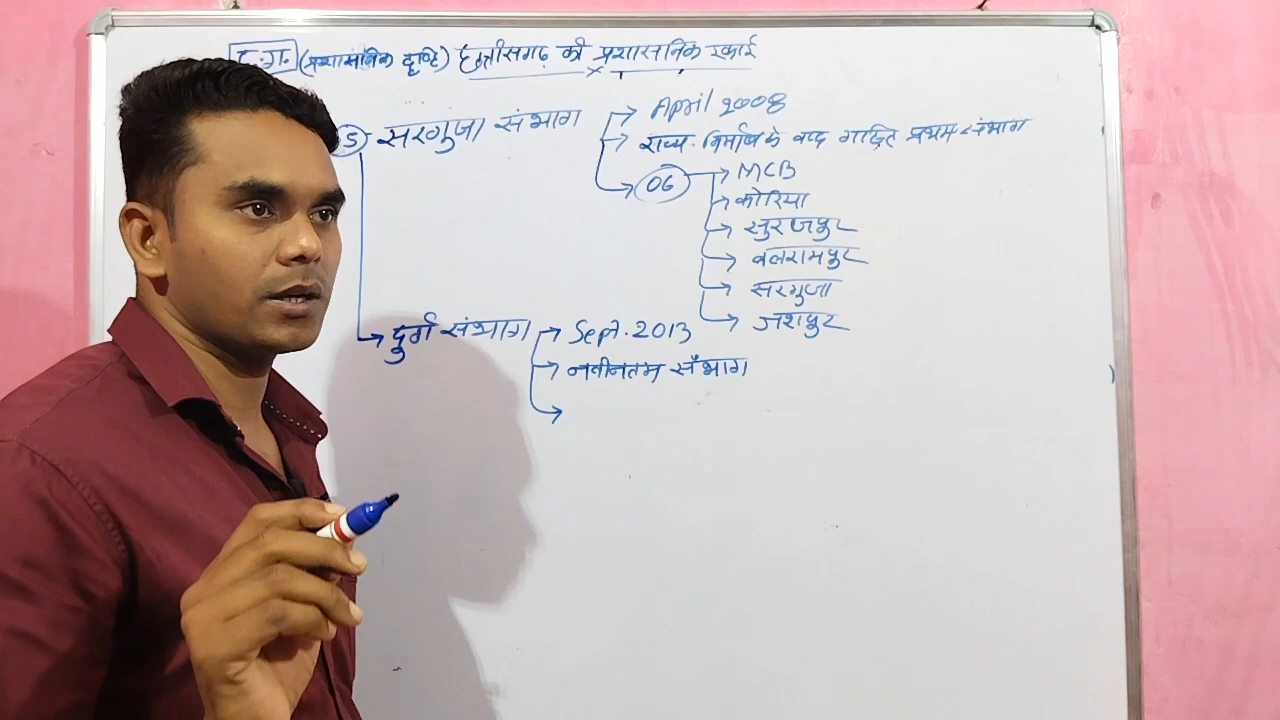 छ.ग. (प्रशासनिक दृष्टि) छत्तीसगढ़ की प्रशासनिक इकाई
5 सरगुजा संभाग
April 2008
राज्य निर्माण के बाद गठित प्रथम संभाग
06
MCB
कोरिया
सुरजपुर
बलरामपुर
सरगुजा
जशपुर
दुर्ग संभाग
Sept. 2013
नवीनतम संभाग